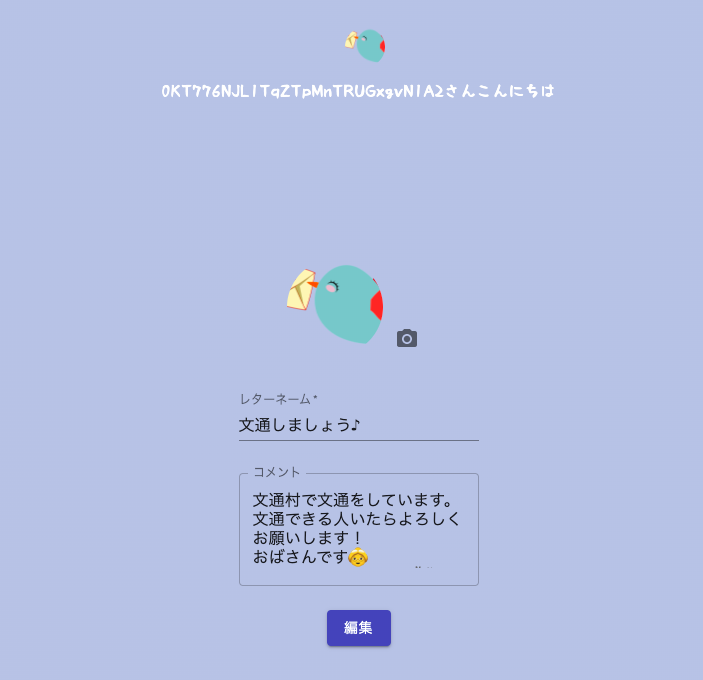 0KT776NJL1TqZTpMnTRUGxgvN1A2さんこんにちは
レターネーム*
文通しましょう♪
コメント
文通村で文通をしています。
文通できる人いたらよろしく
お願いします！
おばさんです👵
編集